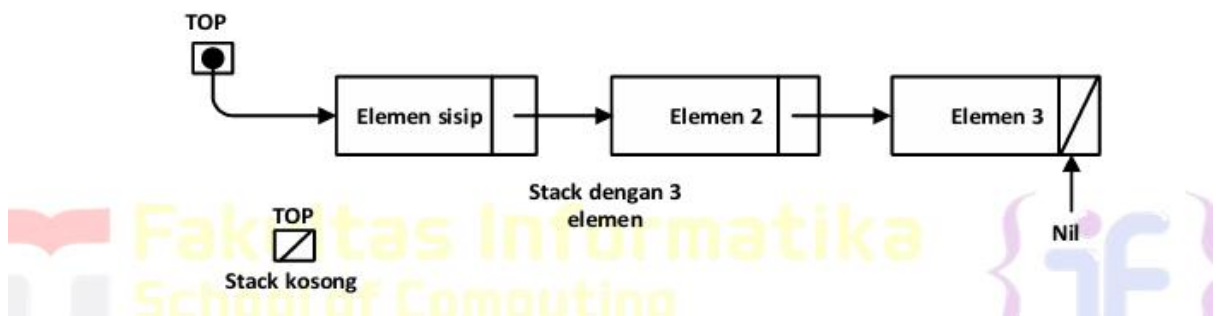 TOP
Elemen sisip
Elemen 2
Elemen 3
Stack dengan 3
elemen
Nil
TOP
Stack kosong
Fakultas Informatika
School of Computing